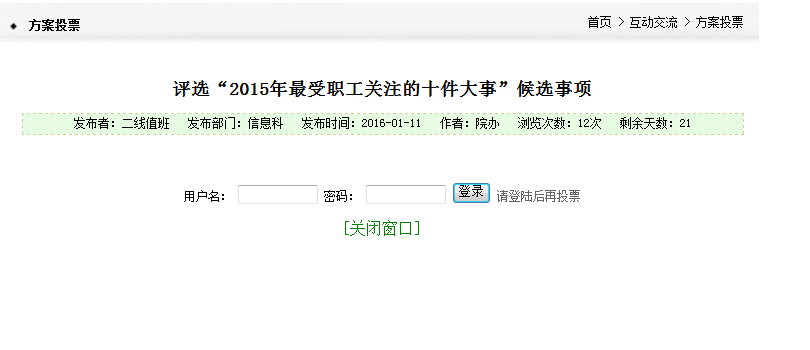 方案投票
首页 > 互动交流 > 方案投票
评选“2015年最受职工关注的十件大事”候选事项
发布者：二线值班 发布部门：信息科 发布时间：2016-01-11 作者：院办 浏览次数：12次 剩余天数：21
用户名： 密码： 登录 请登陆后再投票
[关闭窗口]